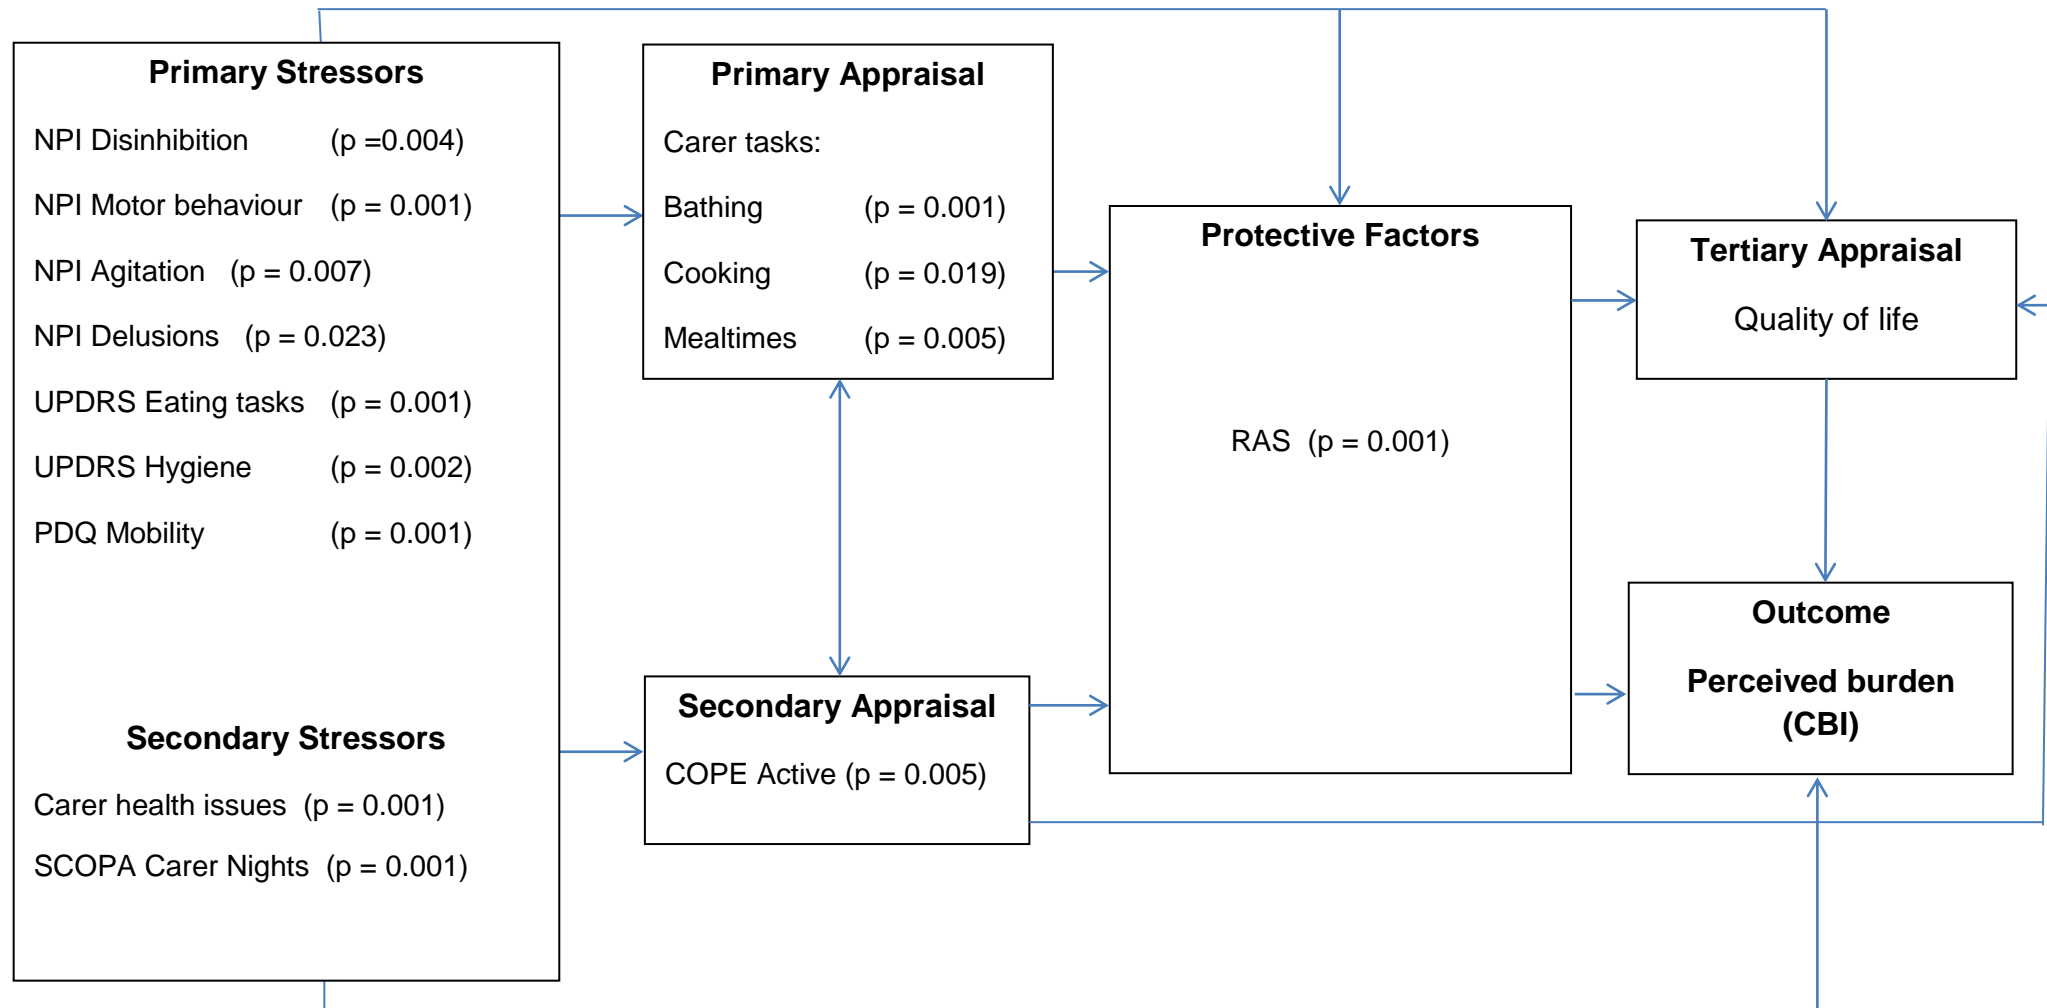 Primary Stressors
NPI Disinhibition (p =0.004)
NPI Motor behaviour (p = 0.001)
NPI Agitation (p = 0.007)
NPI Delusions (p = 0.023)
UPDRS Eating tasks (p = 0.001)
UPDRS Hygiene (p = 0.002)
PDQ Mobility (p = 0.001)
Secondary Stressors
Carer health issues (p = 0.001)
SCOPA Carer Nights (p = 0.001)
Primary Appraisal
Carer tasks:
Bathing (p = 0.001)
Cooking (p = 0.019)
Mealtimes (p = 0.005)
Secondary Appraisal
COPE Active (p = 0.005)
Protective Factors
RAS (p = 0.001)
Tertiary Appraisal
Quality of life
Outcome
Perceived burden
(CBI)